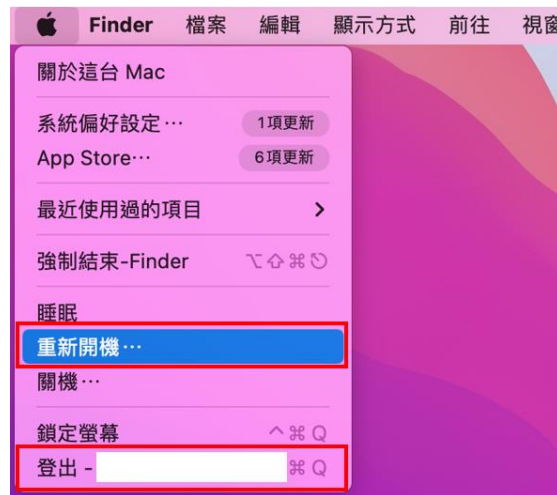 Finder 檔案 編輯 顯示方式 前往 視窗
關於這台 Mac
系統偏好設定⋯ 1項更新
App Store⋯ 6項更新
最近使用過的項目
強制結束-Finder ⌥⇧⌘⎋
睡眠
重新開機⋯
關機⋯
鎖定螢幕 ^⌘Q
登出 - ⌘Q